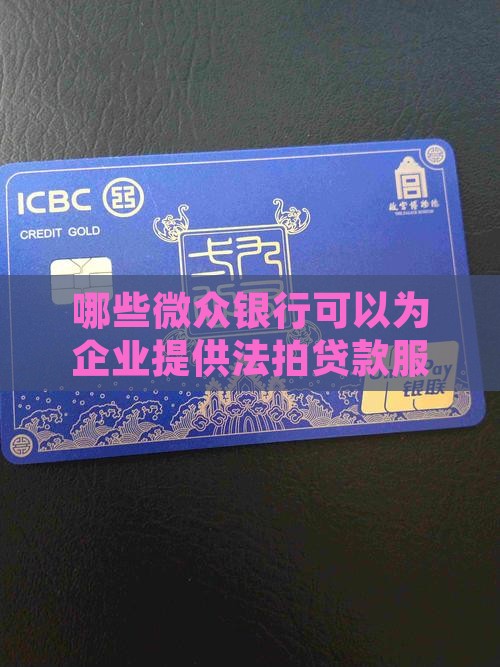 ICBC
CREDIT GOLD
故宫博物院
THE PALACE MUSEUM
哪些微众银行可以为
企业提供法拍贷款服
Pay
银联